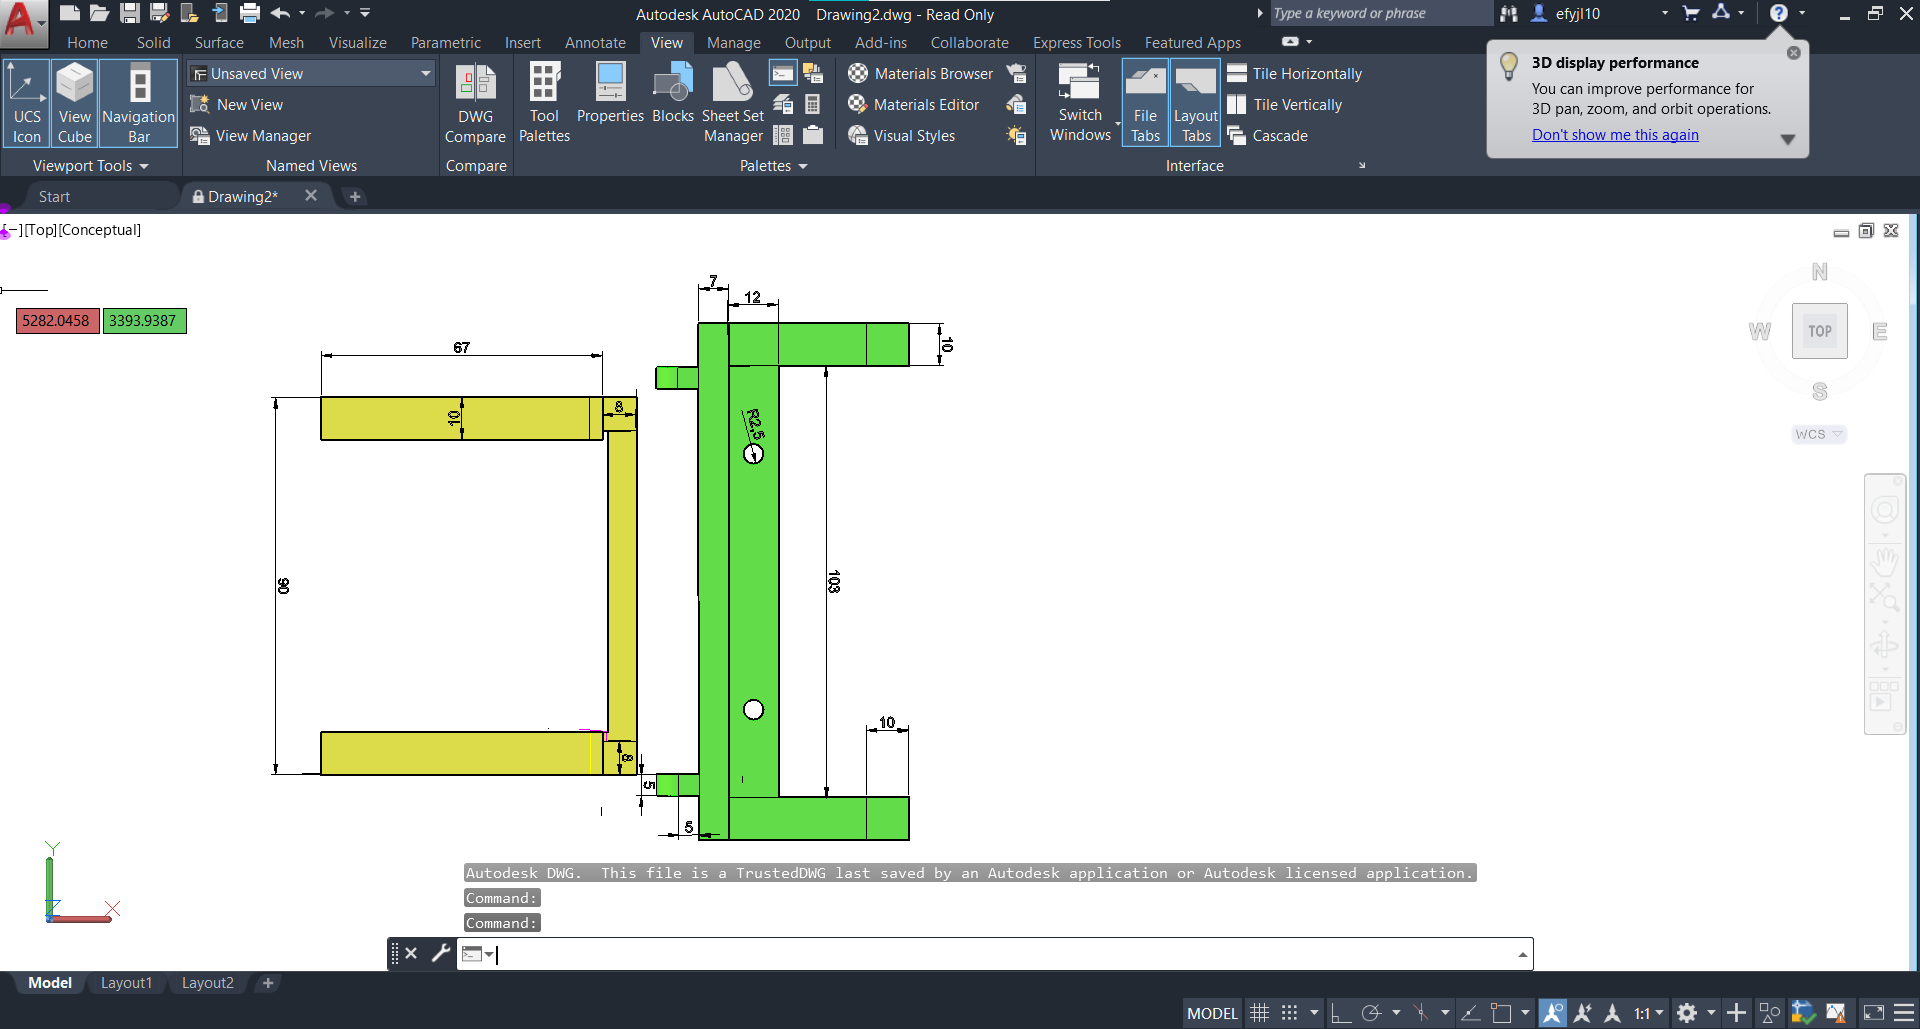 Autodesk AutoCAD 2020 Drawing2.dwg - Read Only
Type a keyword or phrase
efyjl10
Home Solid Surface Mesh Visualize Parametric Insert Annotate View Manage Output Add-ins Collaborate Express Tools Featured Apps
UCS Icon
View Cube
Navigation Bar
Viewport Tools
Unsaved View
New View
View Manager
Named Views
DWG Compare
Compare
Tool Palettes
Properties
Blocks
Sheet Set Manager
Materials Browser
Materials Editor
Visual Styles
Palettes
Switch Windows
File Tabs
Layout Tabs
Tile Horizontally
Tile Vertically
Cascade
Interface
3D display performance
You can improve performance for
3D pan, zoom, and orbit operations.
Don't show me this again
Start
Drawing2*
[−][Top][Conceptual]
5282.0458 3393.9387
N
W TOP E
S
WCS
7
12
10
67
10
8
R2,5
90
103
10
8
5
5
Y
X
Z
Autodesk DWG. This file is a TrustedDWG last saved by an Autodesk application or Autodesk licensed application.
Command:
Command:
Model Layout1 Layout2
MODEL 1:1